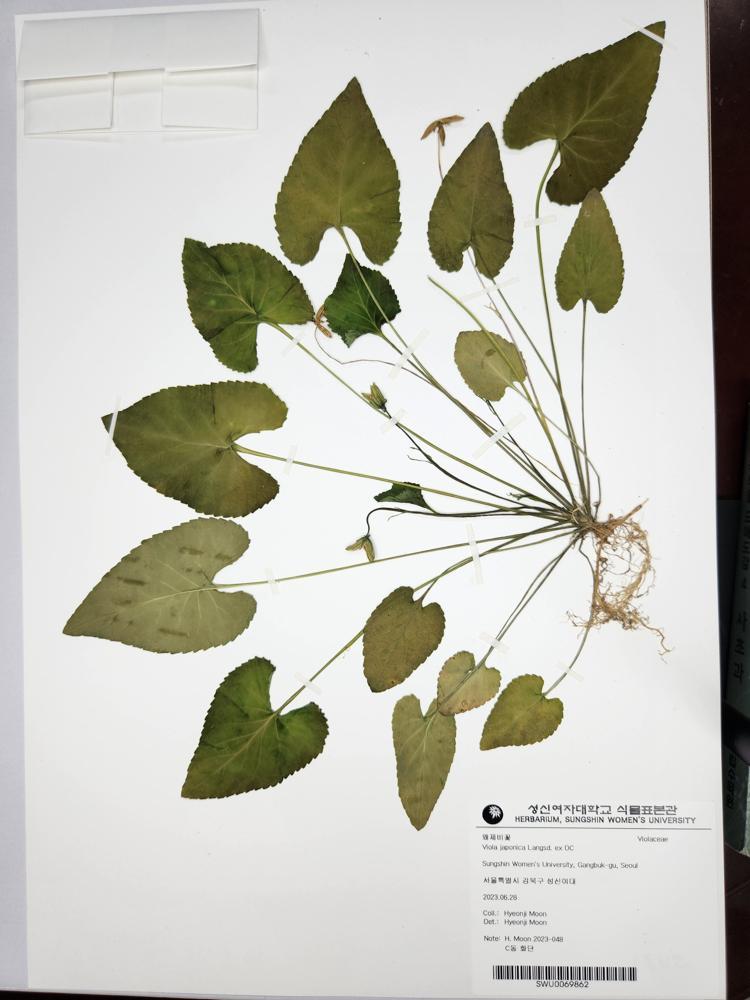 성신여자대학교 식물표본관
HERBARIUM, SUNGSHIN WOMEN'S UNIVERSITY
왜제비꽃 Violaceae
Viola japonica Langsd. ex DC
Sungshin Women's University, Gangbuk-gu, Seoul
서울특별시 강북구 성신여대
2023.06.28
Coll.: Hyeonji Moon
Det.: Hyeonji Moon
Note: H. Moon 2023-048
C동 화단
SWU0069862